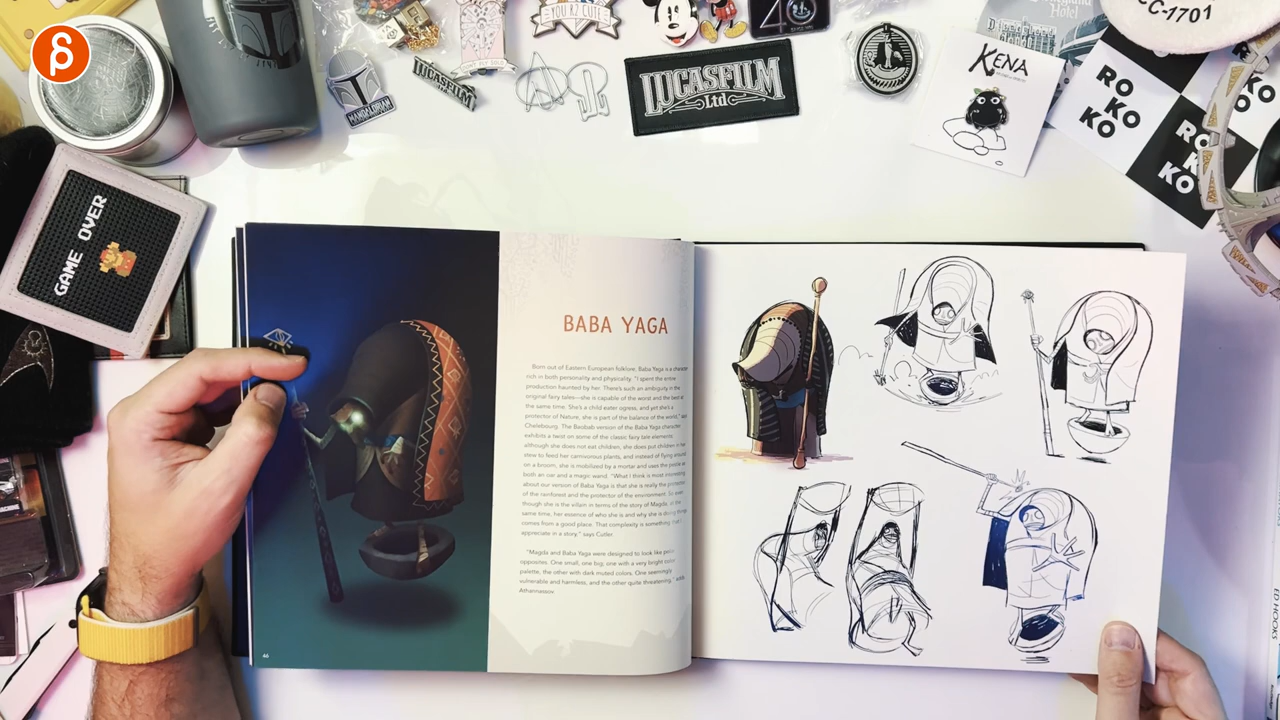 YOU'RE CUTE
CC-1701
KENA
MANDALORIAN
LUCASFILM
LUCASFILM
Ltd
RO
KO
KO
GAME OVER
BABA YAGA
Born out of Eastern European folklore, Baba Yaga is a character
rich in both personality and physicality. "I spent the entire
production haunted by her. There's such an ambiguity in the
original fairy tales—she is capable of the worst and the best at
the same time. She's a child eater ogress, and yet she's a
protector of Nature; she is part of the balance of the world," said
Chelebourg. The Baobab version of the Baba Yaga character
exhibits a twist on some of the classic fairy tale elements:
although she does not eat children, she does put children in her
stew to feed her carnivorous plants, and instead of flying around
on a broom, she is mobilized by a mortar and uses the pestle as
both an oar and a magic wand. "What I think is most interesting
about our version of Baba Yaga is that she is really the protector
of the rainforest and the protector of the environment. So even
though she is the villain in terms of the story of Magda, at the
same time, her essence of who she is and why she is doing things
comes from a good place. That complexity is something that I
appreciate in a story," says Cutler.
"Magda and Baba Yaga were designed to look like polar
opposites. One small, one big; one with a very bright
palette, the other with dark muted colors. One seemingly
vulnerable and harmless, and the other quite threatening," adds
Athannassov.